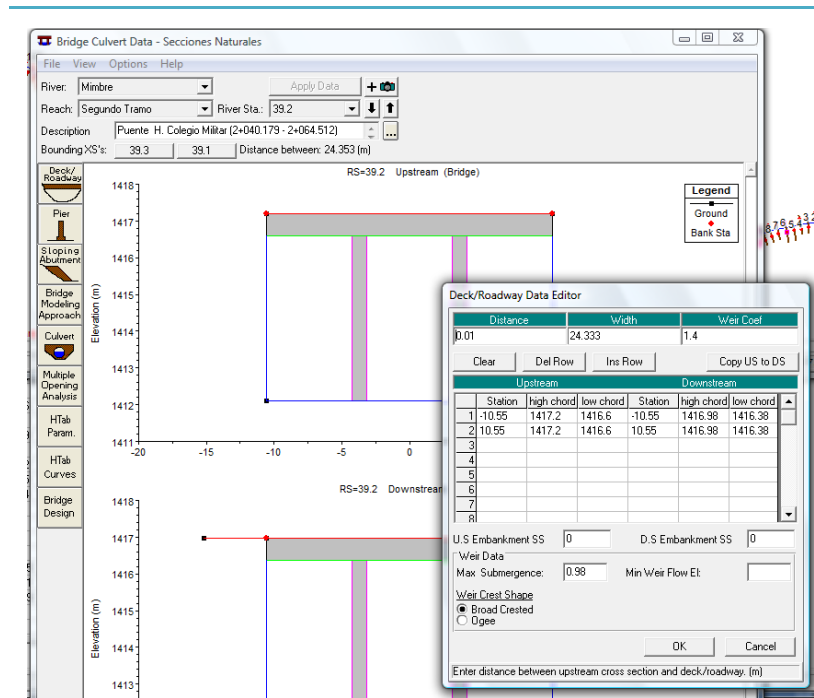 Bridge Culvert Data - Secciones Naturales
File View Options Help
River: Mimbre Apply Data
Reach: Segundo Tramo River Sta.: 39.2
Description Puente H. Colegio Militar (2+040.179 - 2+064.512) ...
Bounding XS's: 39.3 39.1 Distance between: 24.353 (m)
Deck/
Roadway
Pier
Sloping
Abutment
Bridge
Modeling
Approach
Culvert
Multiple
Opening
Analysis
HTab
Param.
HTab
Curves
Bridge
Design
RS=39.2 Upstream (Bridge)
1418
1417
1416
1415
1414
1413
1412
1411
Elevation (m)
-20 -15 -10 -5 0
Legend
Ground
Bank Sta
RS=39.2 Downstream
1418
1417
1416
1415
1414
1413
Elevation (m)
Deck/Roadway Data Editor
Distance Width Weir Coef
0.01 24.333 1.4
Clear Del Row Ins Row Copy US to DS
Upstream Downstream
Station high chord low chord Station high chord low chord
1 -10.55 1417.2 1416.6 -10.55 1416.98 1416.38
2 10.55 1417.2 1416.6 10.55 1416.98 1416.38
3
4
5
6
7
8
U.S Embankment SS 0 D.S Embankment SS 0
Weir Data
Max Submergence: 0.98 Min Weir Flow El:
Weir Crest Shape
Broad Crested
Ogee
OK Cancel
Enter distance between upstream cross section and deck/roadway. (m)